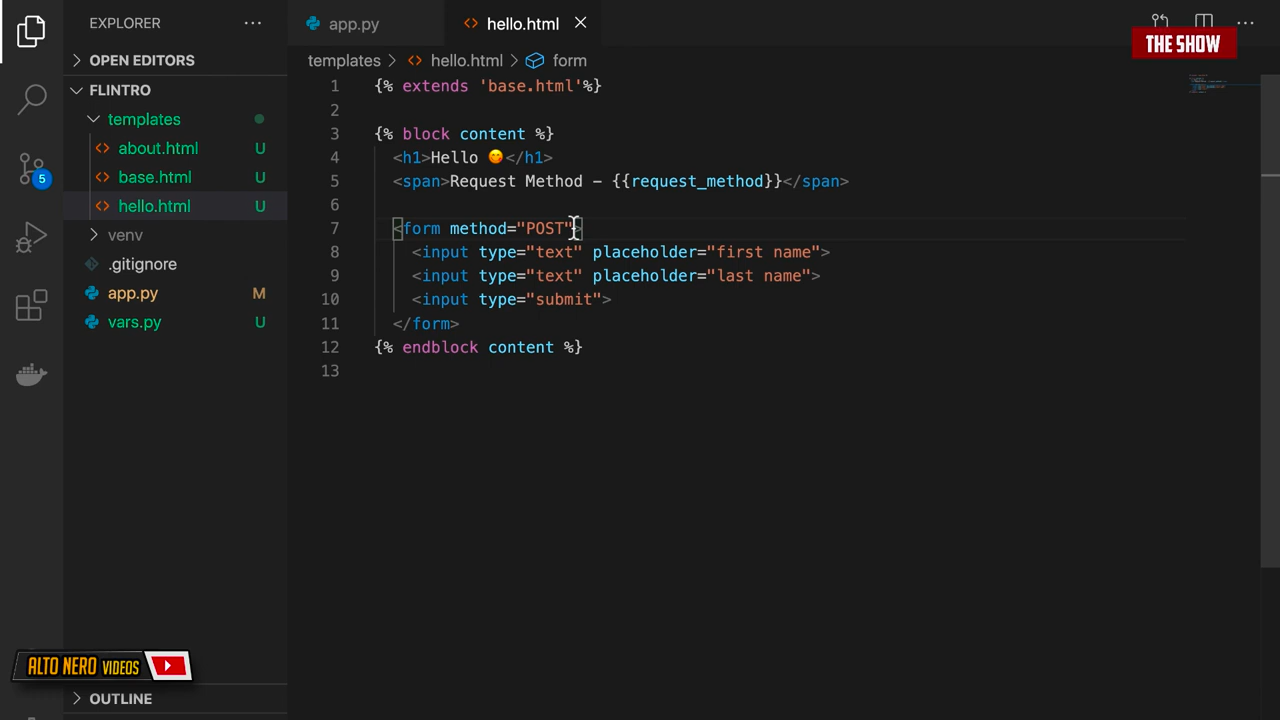 EXPLORER
OPEN EDITORS
FLINTRO
templates
about.html U
base.html U
hello.html U
venv
.gitignore
app.py M
vars.py U
OUTLINE
5
app.py
hello.html
THE SHOW
templates > hello.html > form
1 {% extends 'base.html'%}
2
3 {% block content %}
4 <h1>Hello 😋</h1>
5 <span>Request Method - {{request_method}}</span>
6
7 <form method="POST">
8 <input type="text" placeholder="first name">
9 <input type="text" placeholder="last name">
10 <input type="submit">
11 </form>
12 {% endblock content %}
13
ALTO NERO VIDEOS